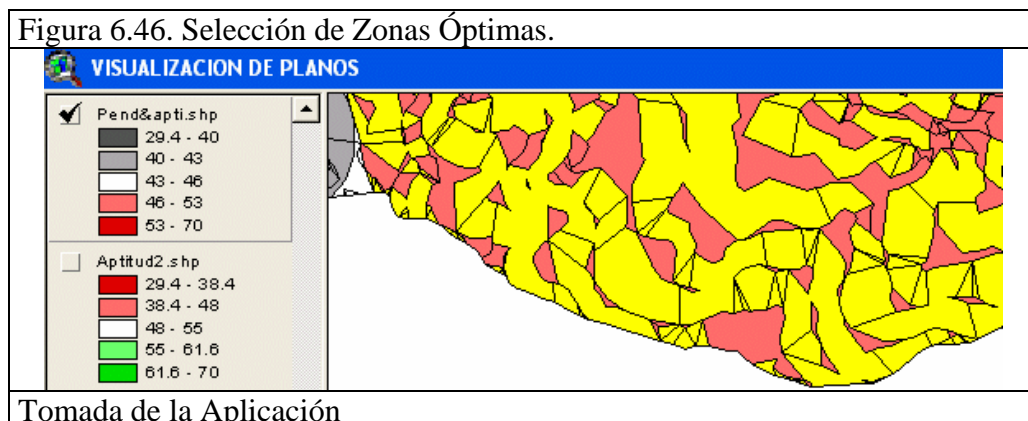 Figura 6.46. Selección de Zonas Óptimas.
VISUALIZACION DE PLANOS
Pend&apti.shp
29.4 - 40
40 - 43
43 - 46
46 - 53
53 - 70
Aptitud2.shp
29.4 - 38.4
38.4 - 48
48 - 55
55 - 61.6
61.6 - 70
Tomada de la Aplicación